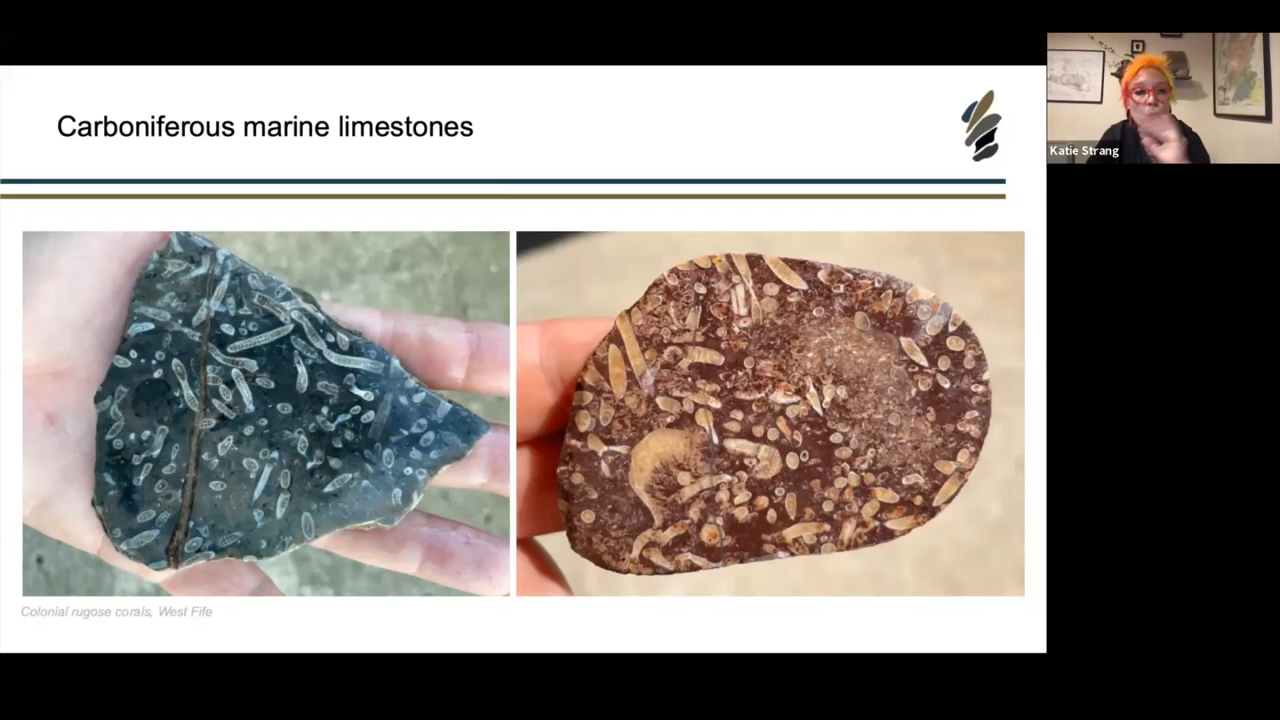 Carboniferous marine limestones
Katie Strang
Colonial rugose corals, West Fife